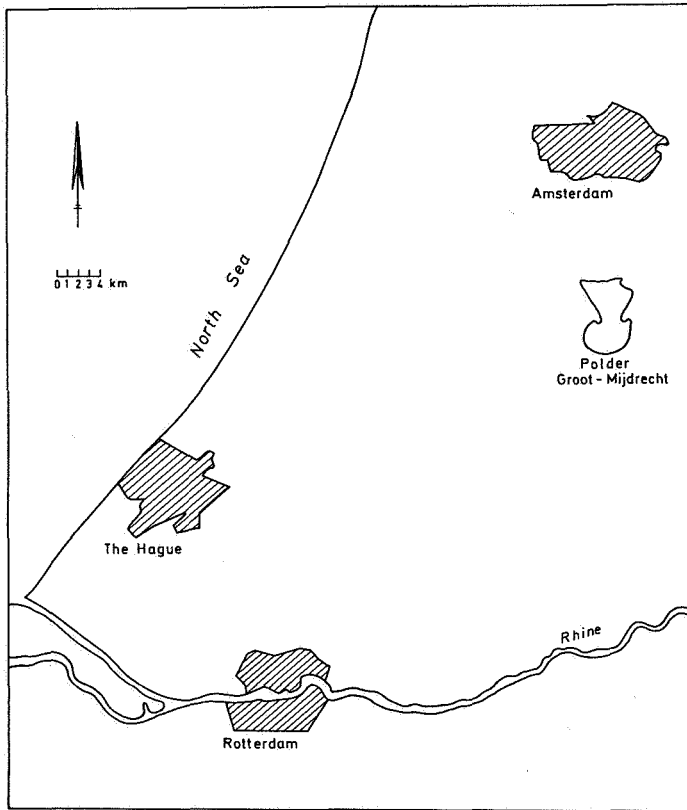 Amsterdam
North Sea
0 1 2 3 4 km
Polder
Groot - Mijdrecht
The Hague
Rhine
Rotterdam